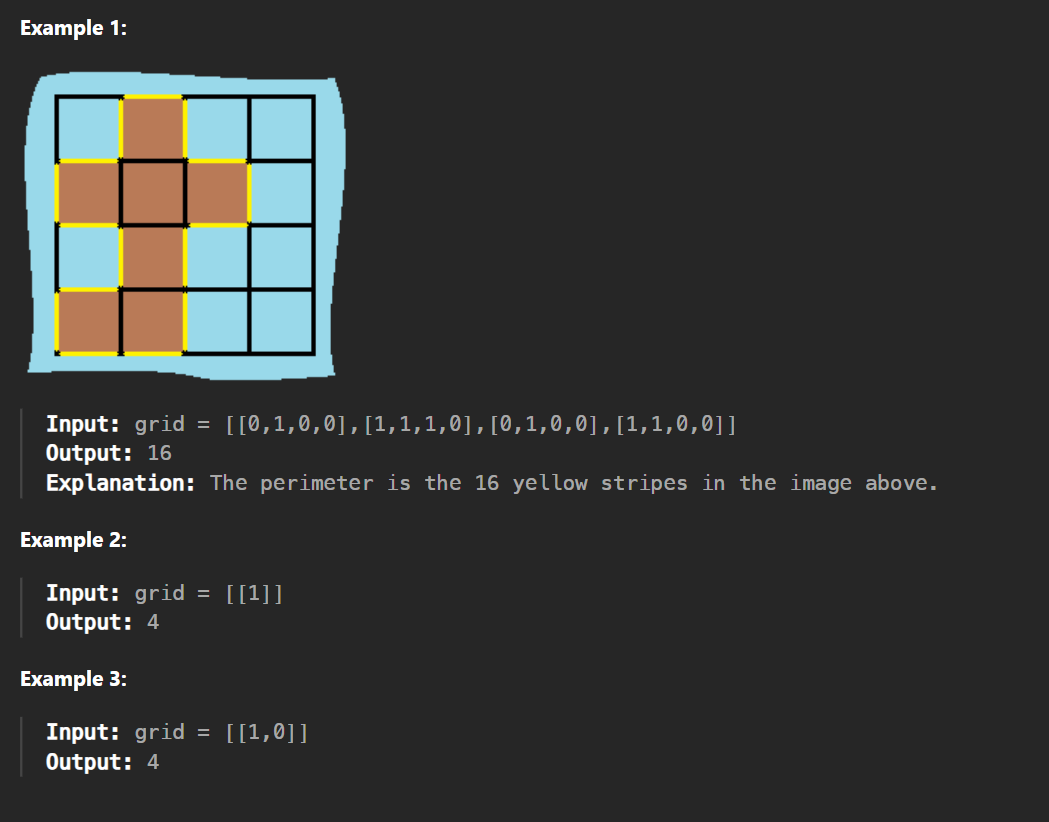 Example 1:
Input: grid = [[0,1,0,0],[1,1,1,0],[0,1,0,0],[1,1,0,0]]
Output: 16
Explanation: The perimeter is the 16 yellow stripes in the image above.
Example 2:
Input: grid = [[1]]
Output: 4
Example 3:
Input: grid = [[1,0]]
Output: 4